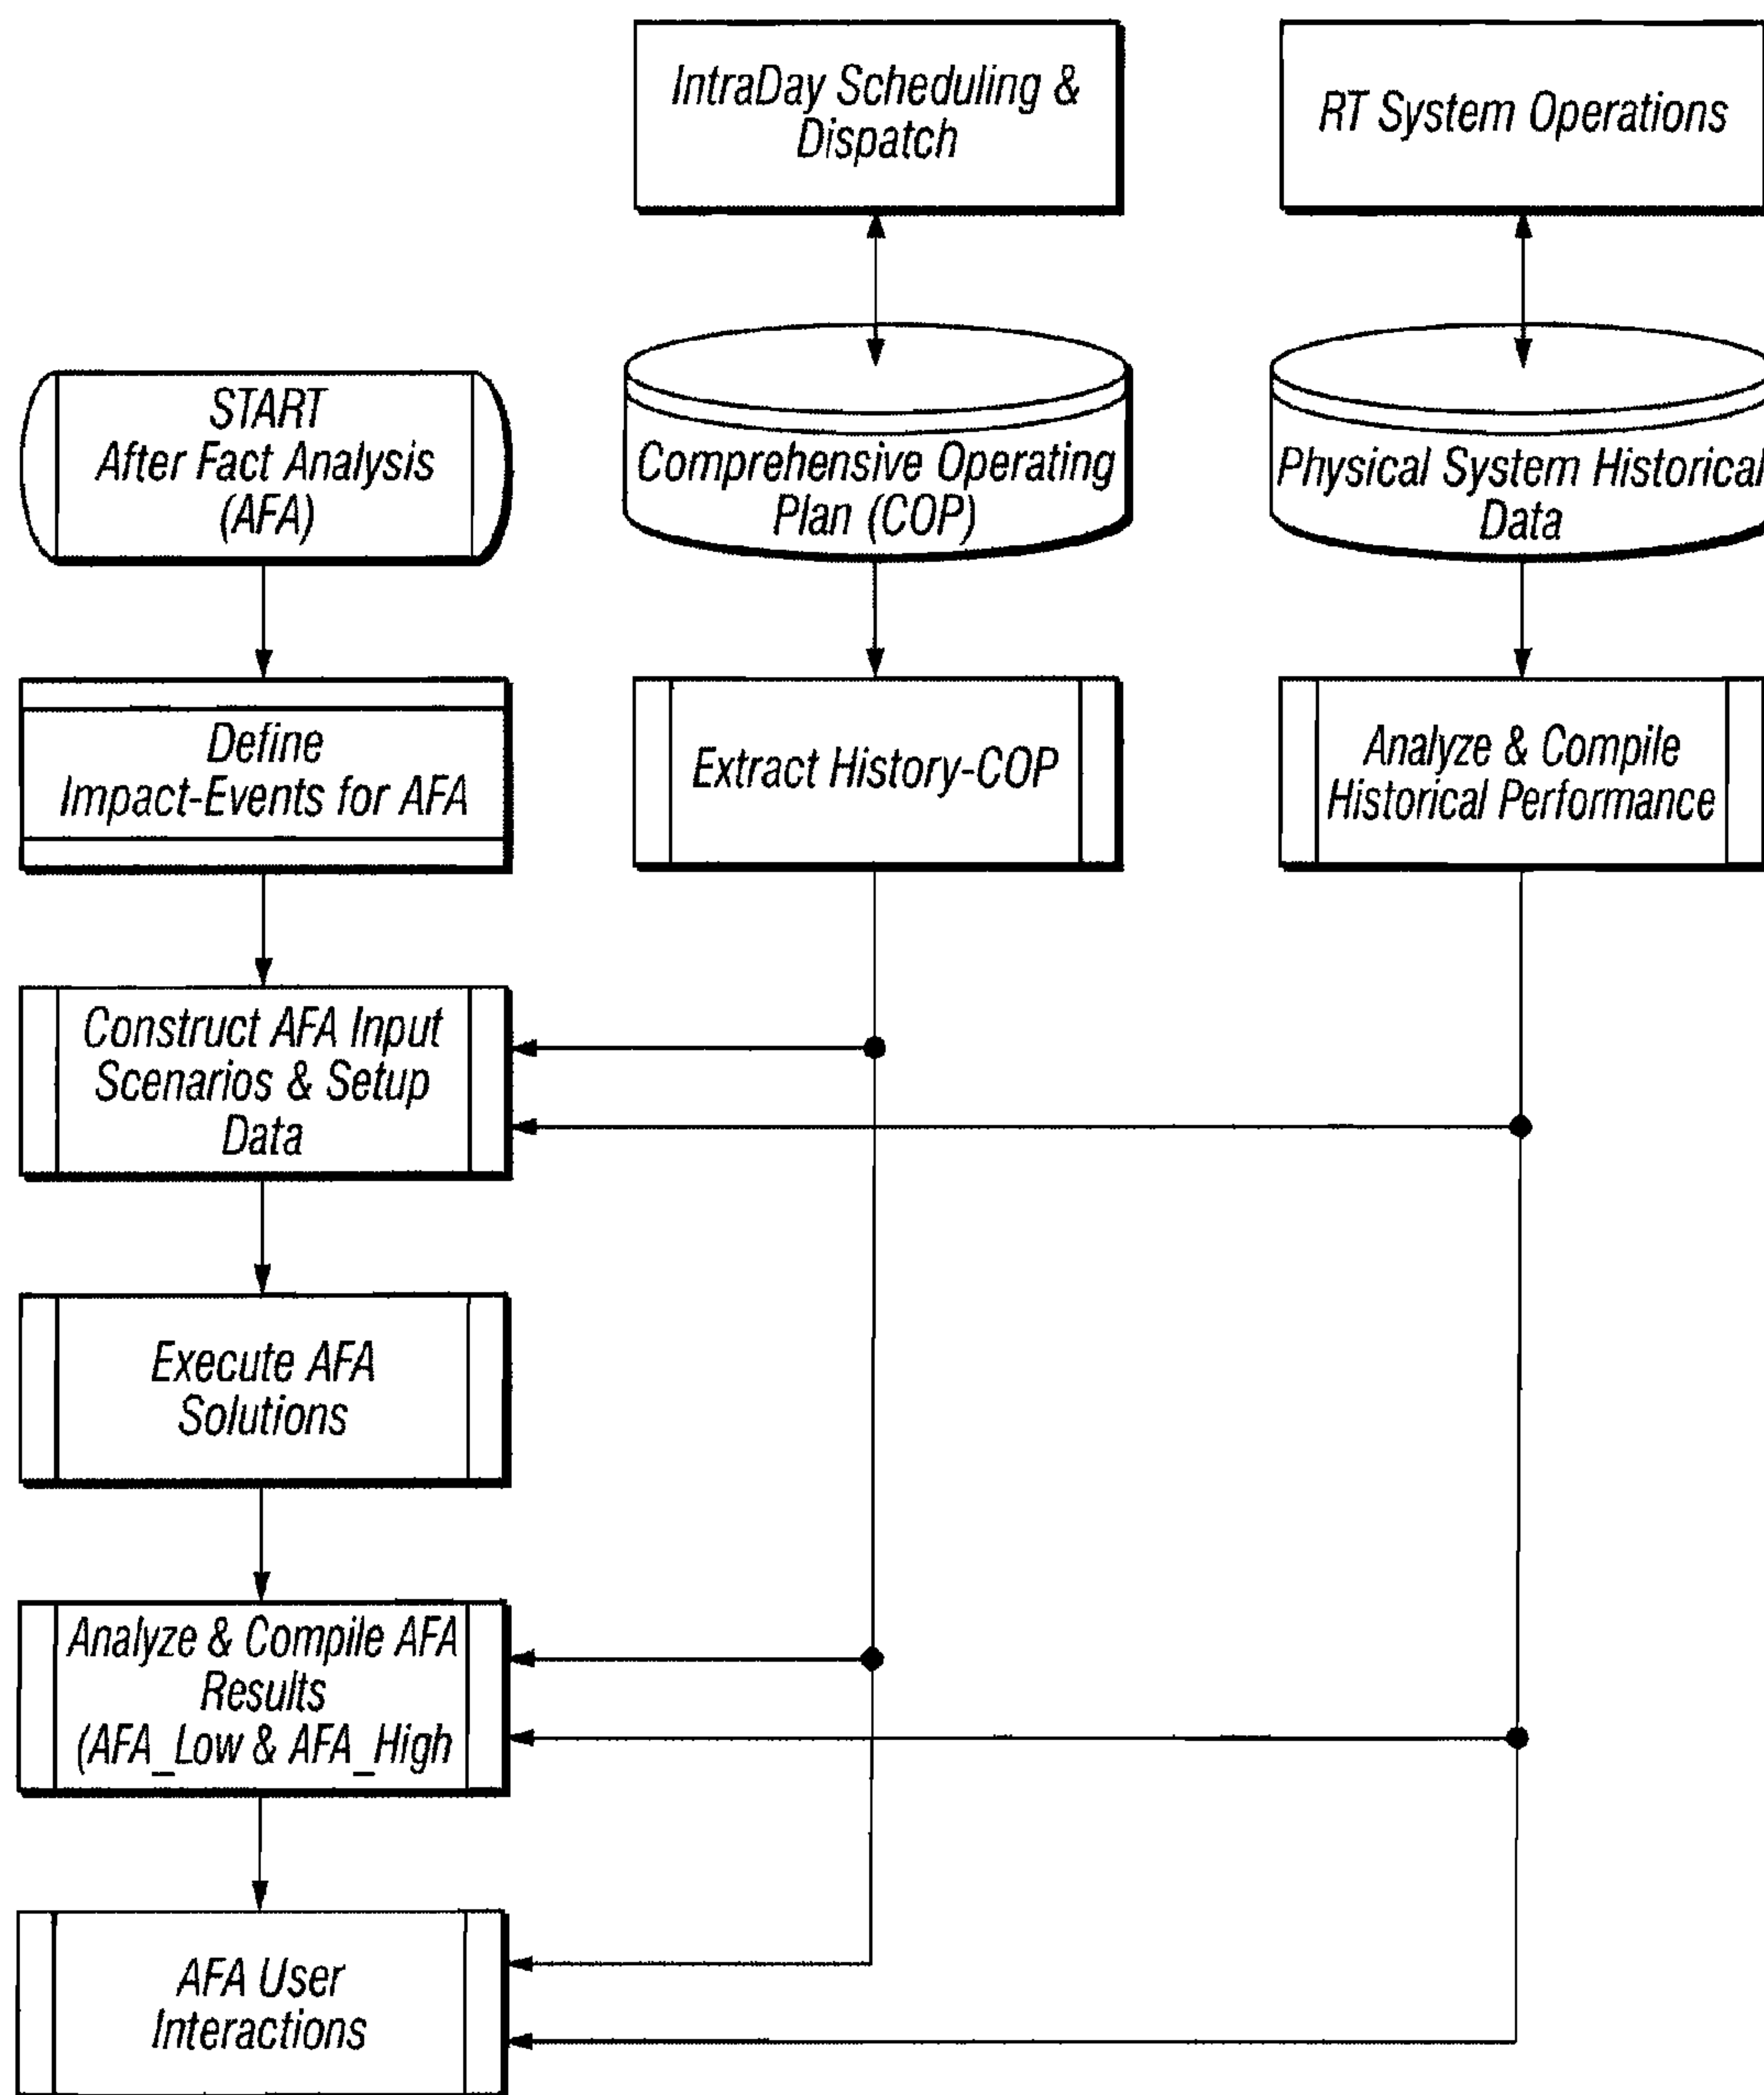 IntraDay Scheduling &
Dispatch
RT System Operations
START
After Fact Analysis
(AFA)
Comprehensive Operating
Plan (COP)
Physical System Historical
Data
Define
Impact-Events for AFA
Extract History-COP
Analyze & Compile
Historical Performance
Construct AFA Input
Scenarios & Setup
Data
Execute AFA
Solutions
Analyze & Compile AFA
Results
(AFA_Low & AFA_High
AFA User
Interactions